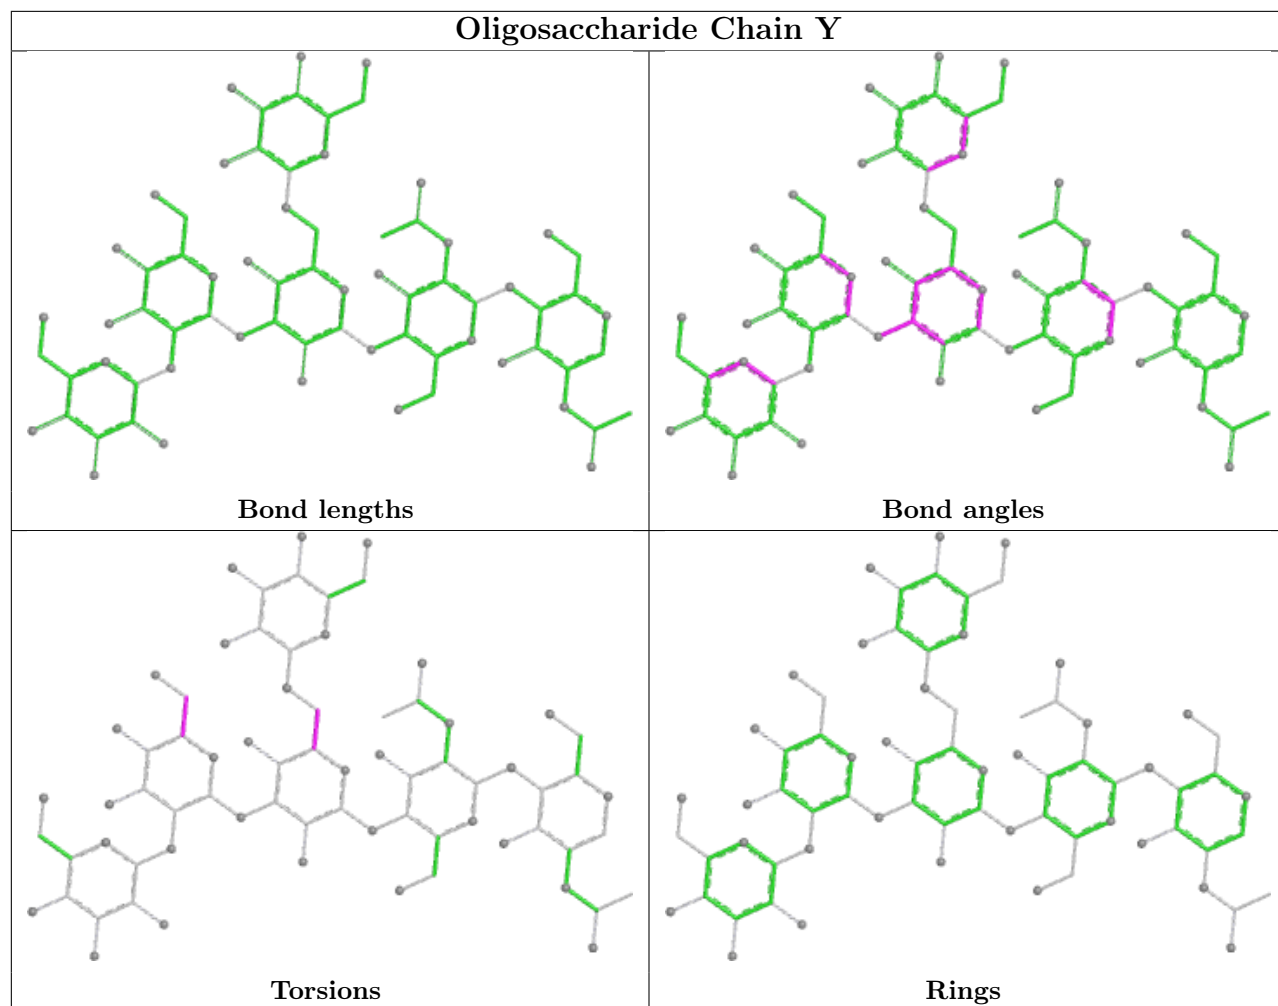 Oligosaccharide Chain Y
Bond lengths
Bond angles
Torsions
Rings